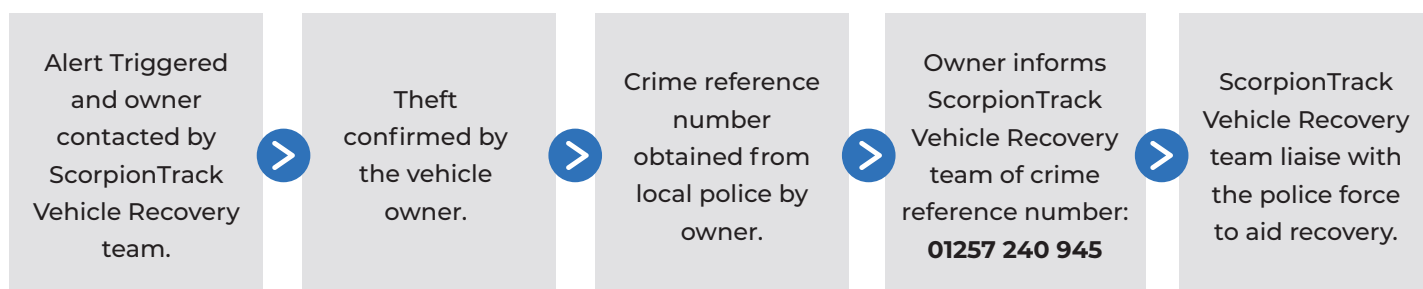 Alert Triggered
and owner
contacted by
ScorpionTrack
Vehicle Recovery
team.
Theft
confirmed by
the vehicle
owner.
Crime reference
number
obtained from
local police by
owner.
Owner informs
ScorpionTrack
Vehicle Recovery
team of crime
reference number:
01257 240 945
ScorpionTrack
Vehicle Recovery
team liaise with
the police force
to aid recovery.